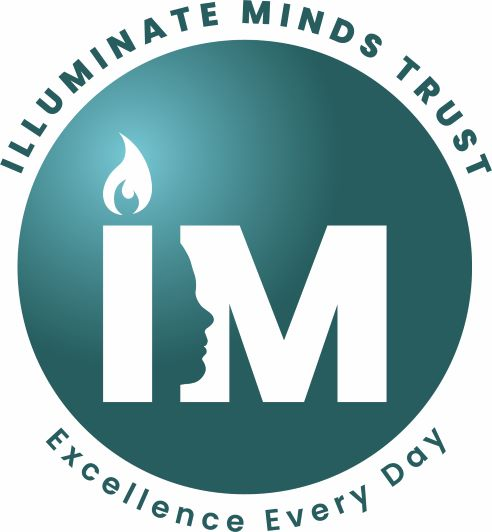 ILLUMINATE MINDS TRUST
IM
Excellence Every Day